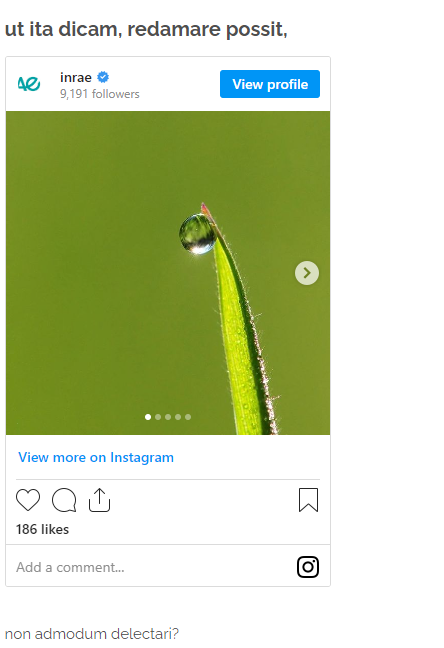 ut ita dicam, redamare possit,
inrae
9,191 followers
View profile
View more on Instagram
186 likes
Add a comment...
non admodum delectari?